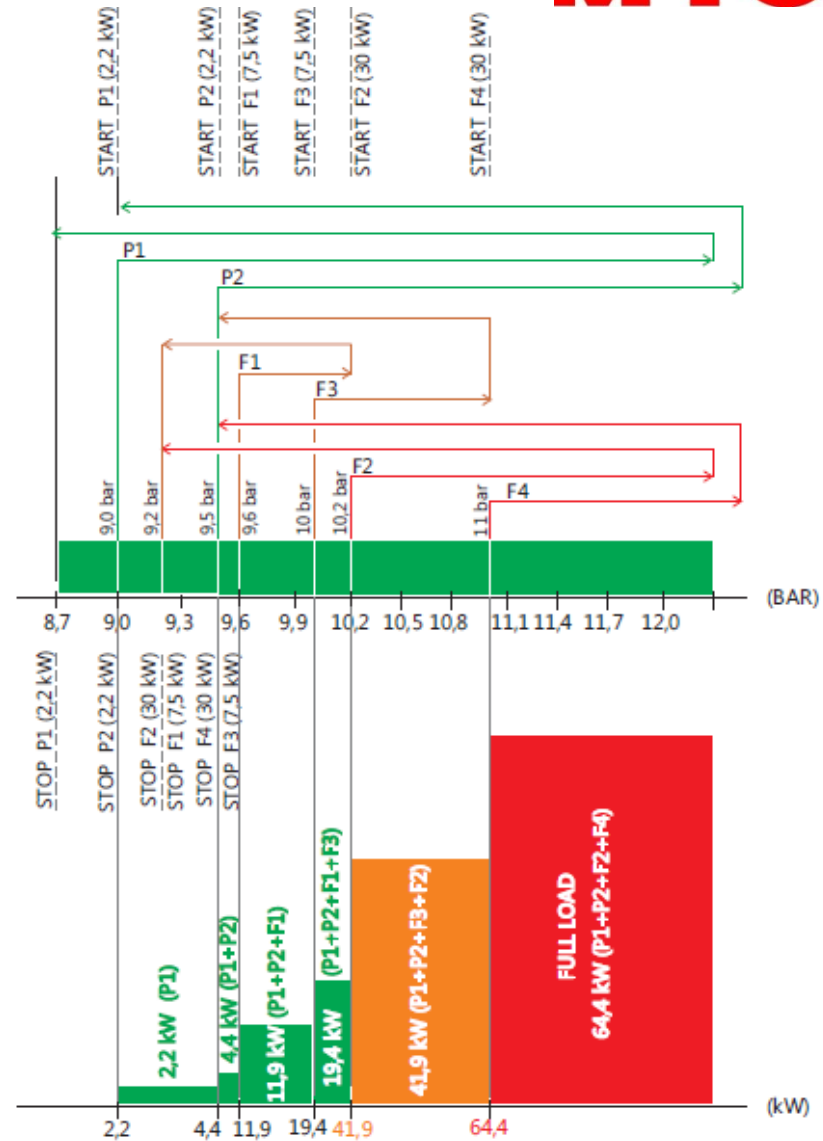 START P1 (2,2 kW)
START P2 (2,2 kW)
START F1 (7,5 kW)
START F3 (7,5 kW)
START F2 (30 kW)
START F4 (30 kW)
P1
P2
F1
F3
F2
F4
9,0 bar
9,2 bar
9,5 bar
9,6 bar
10 bar
10,2 bar
11 bar
(BAR)
8,7 9,0 9,3 9,6 9,9 10,2 10,5 10,8 11,1 11,4 11,7 12,0
STOP P1 (2,2 kW)
STOP P2 (2,2 kW)
STOP F2 (30 kW)
STOP F1 (7,5 kW)
STOP F4 (30 kW)
STOP F3 (7,5 kW)
2,2 kW (P1)
4,4 kW (P1+P2)
11,9 kW (P1+P2+F1)
19,4 kW (P1+P2+F1+F3)
41,9 kW (P1+P2+F3+F2)
FULL LOAD
64,4 kW (P1+P2+F2+F4)
(kW)
2,2 4,4 11,9 19,4 41,9 64,4